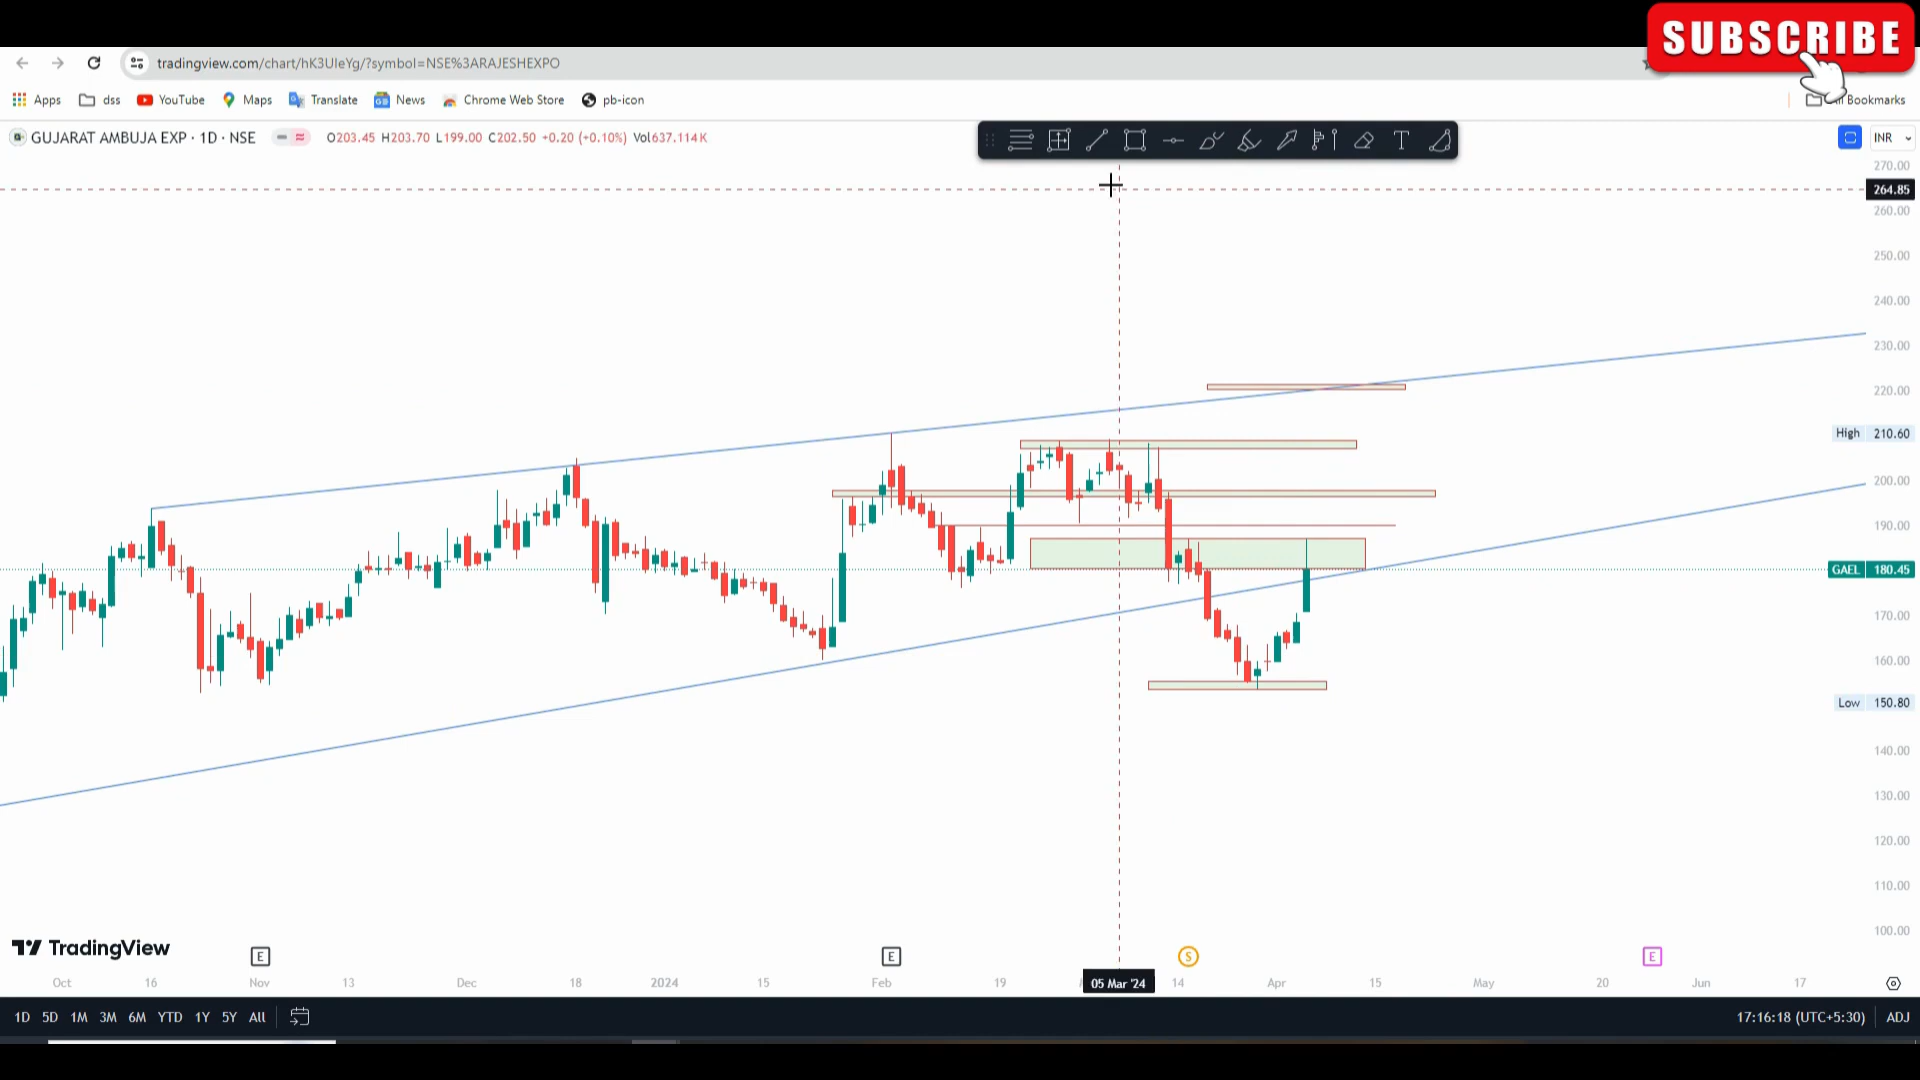 SUBSCRIBE
tradingview.com/chart/hK3UIeYg/?symbol=NSE%3ARAJESHEXPO
Apps dss YouTube Maps Translate News Chrome Web Store pb-icon Bookmarks
GUJARAT AMBUJA EXP · 1D · NSE O203.45 H203.70 L199.00 C202.50 +0.20 (+0.10%) Vol637.114K INR
270.00
264.85
260.00
250.00
240.00
230.00
220.00
High 210.60
200.00
190.00
GAEL 180.45
170.00
160.00
Low 150.80
140.00
130.00
120.00
110.00
100.00
TradingView
E E S E
Oct 16 Nov 13 Dec 18 2024 15 Feb 19 05 Mar '24 14 Apr 15 May 20 Jun 17
1D 5D 1M 3M 6M YTD 1Y 5Y All 17:16:18 (UTC+5:30) ADJ